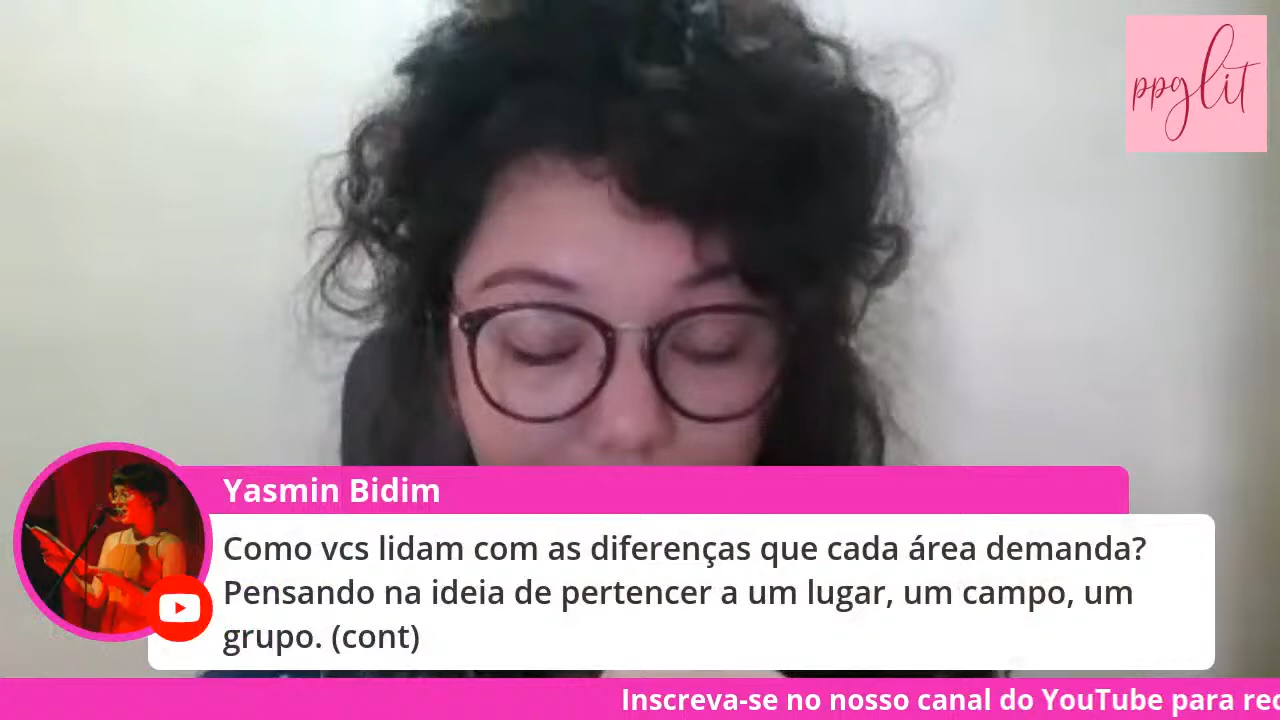 ppglit
Yasmin Bidim
Como vcs lidam com as diferenças que cada área demanda?
Pensando na ideia de pertencer a um lugar, um campo, um
grupo. (cont)
Inscreva-se no nosso canal do YouTube para rec